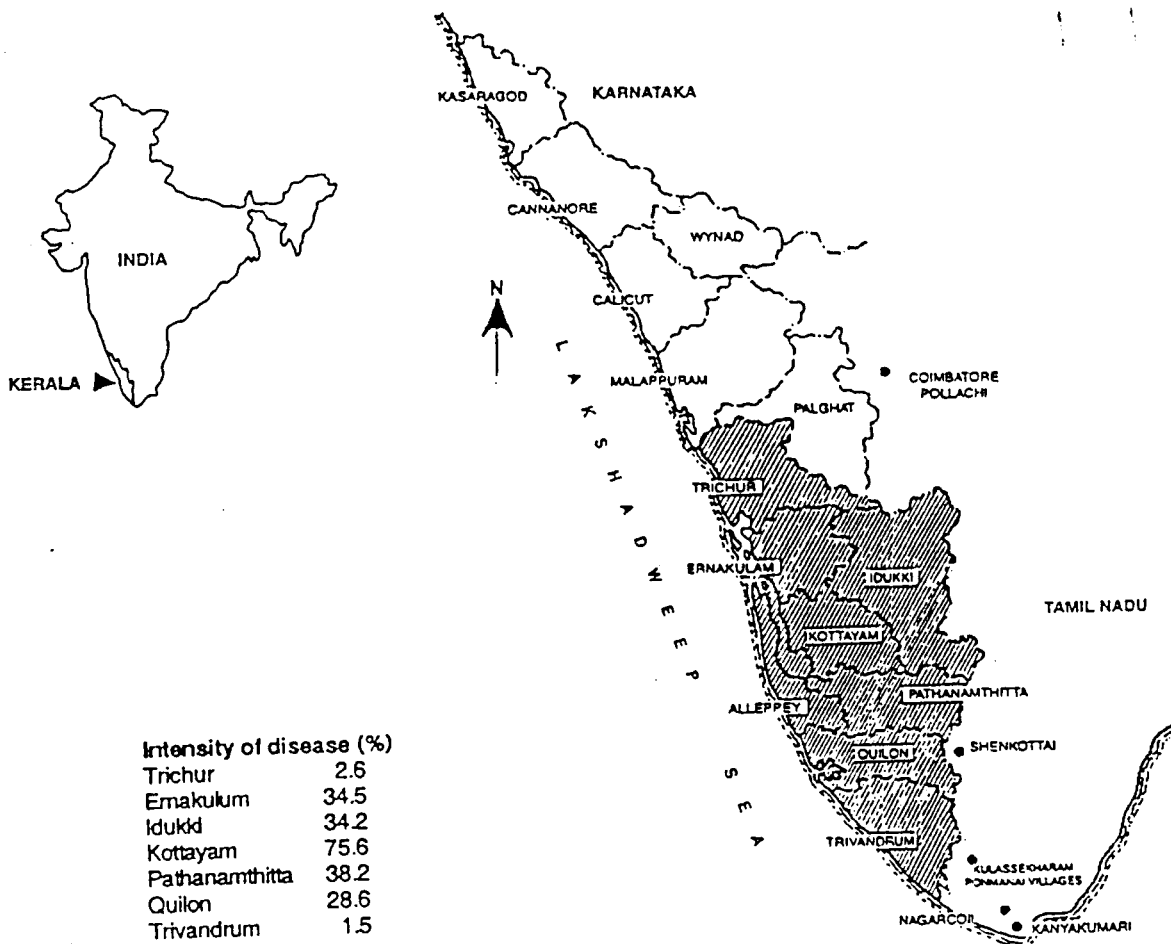 KASARAGOD
KARNATAKA
CANNANORE
WYNAD
INDIA
CALICUT
N
KERALA
MALAPPURAM
COIMBATORE
POLLACHI
PALGHAT
LAKSHADWEEP SEA
TRICHUR
ERNAKULAM
IDUKKI
TAMIL NADU
KOTTAYAM
PATHANAMTHITTA
ALLEPPEY
QUILON
SHENKOTTAI
TRIVANDRUM
KULASSEKHARAM
PONMANAI VILLAGES
NAGARCOIL
KANYAKUMARI
Intensity of disease (%)
Trichur 2.6
Ernakulum 34.5
Idukki 34.2
Kottayam 75.6
Pathanamthitta 38.2
Quilon 28.6
Trivandrum 1.5